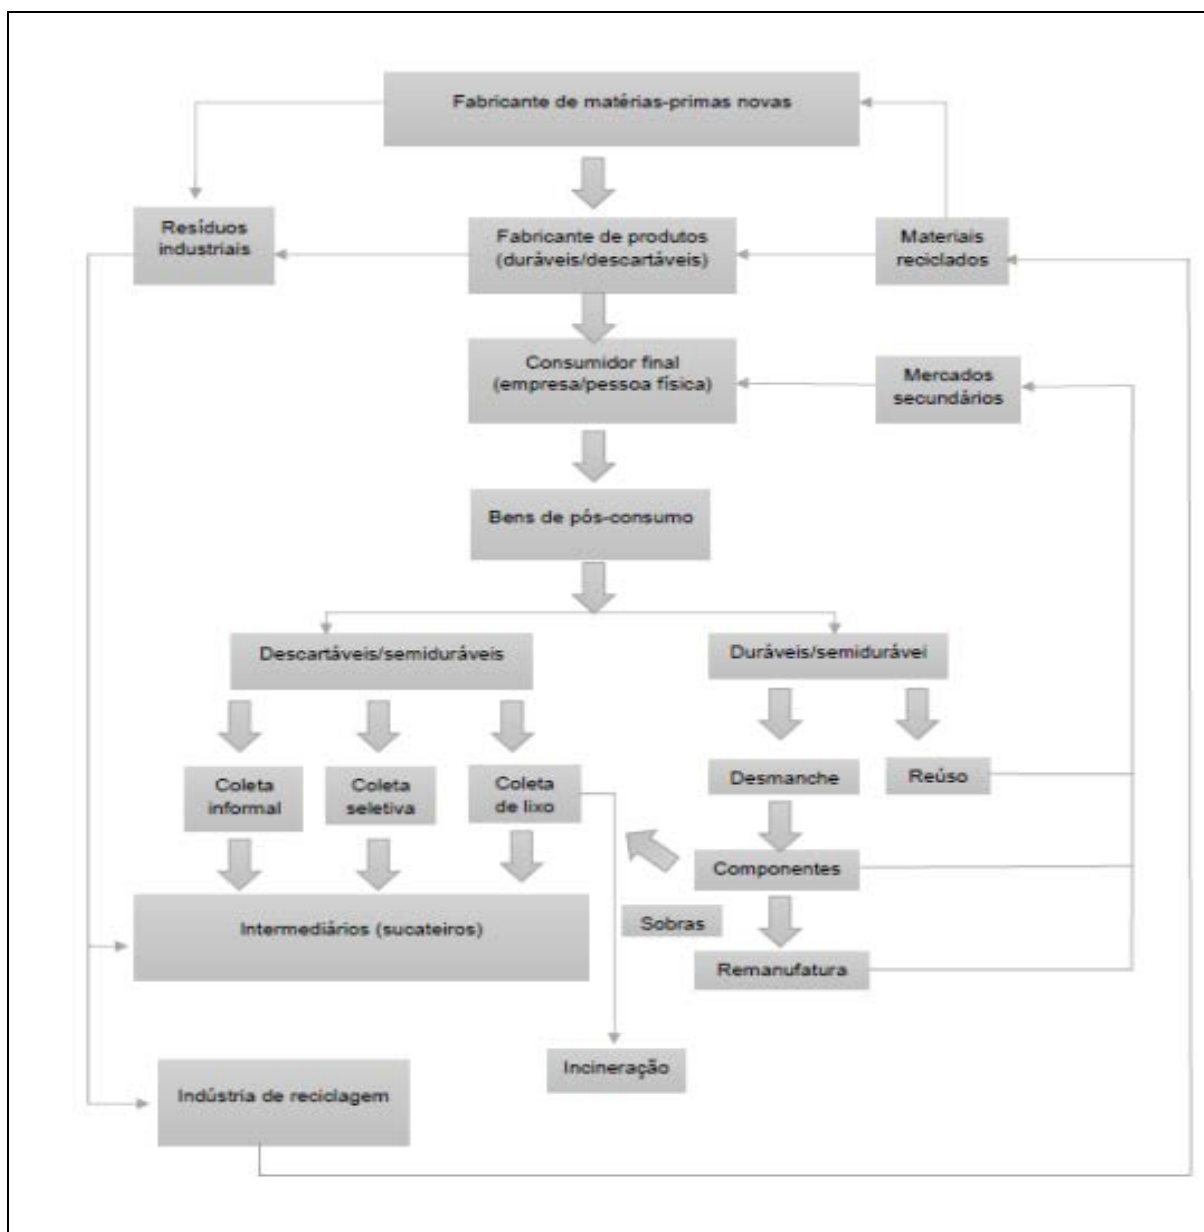 Fabricante de matérias-primas novas
Resíduos
industriais
Fabricante de produtos
(duráveis/descartáveis)
Materiais
reciclados
Consumidor final
(empresa/pessoa física)
Mercados
secundários
Bens de pós-consumo
Descartáveis/semiduráveis
Duráveis/semidurável
Coleta
informal
Coleta
seletiva
Coleta
de lixo
Desmanche
Reúso
Componentes
Intermediários (sucateiros)
Sobras
Remanufatura
Incineração
Indústria de reciclagem